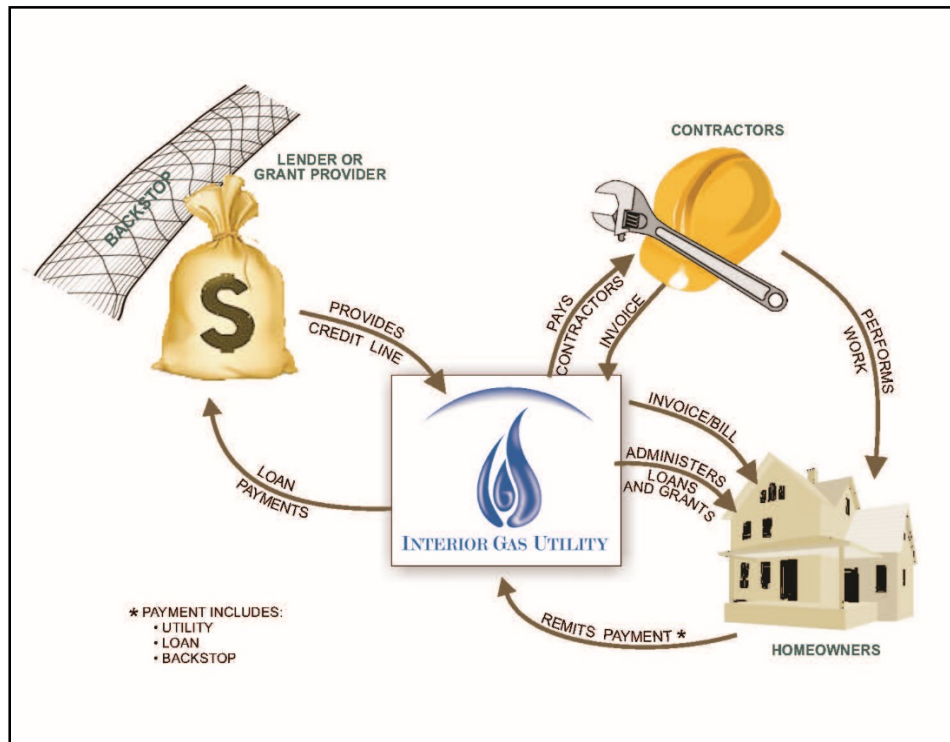 BACKSTOP
LENDER OR
GRANT PROVIDER
$
CONTRACTORS
PROVIDES
CREDIT LINE
PAYS
CONTRACTORS
INVOICE
PERFORMS
WORK
INVOICE/BILL
ADMINISTERS
LOANS
AND GRANTS
LOAN
PAYMENTS
INTERIOR GAS UTILITY
REMITS PAYMENT *
HOMEOWNERS
* PAYMENT INCLUDES:
• UTILITY
• LOAN
• BACKSTOP